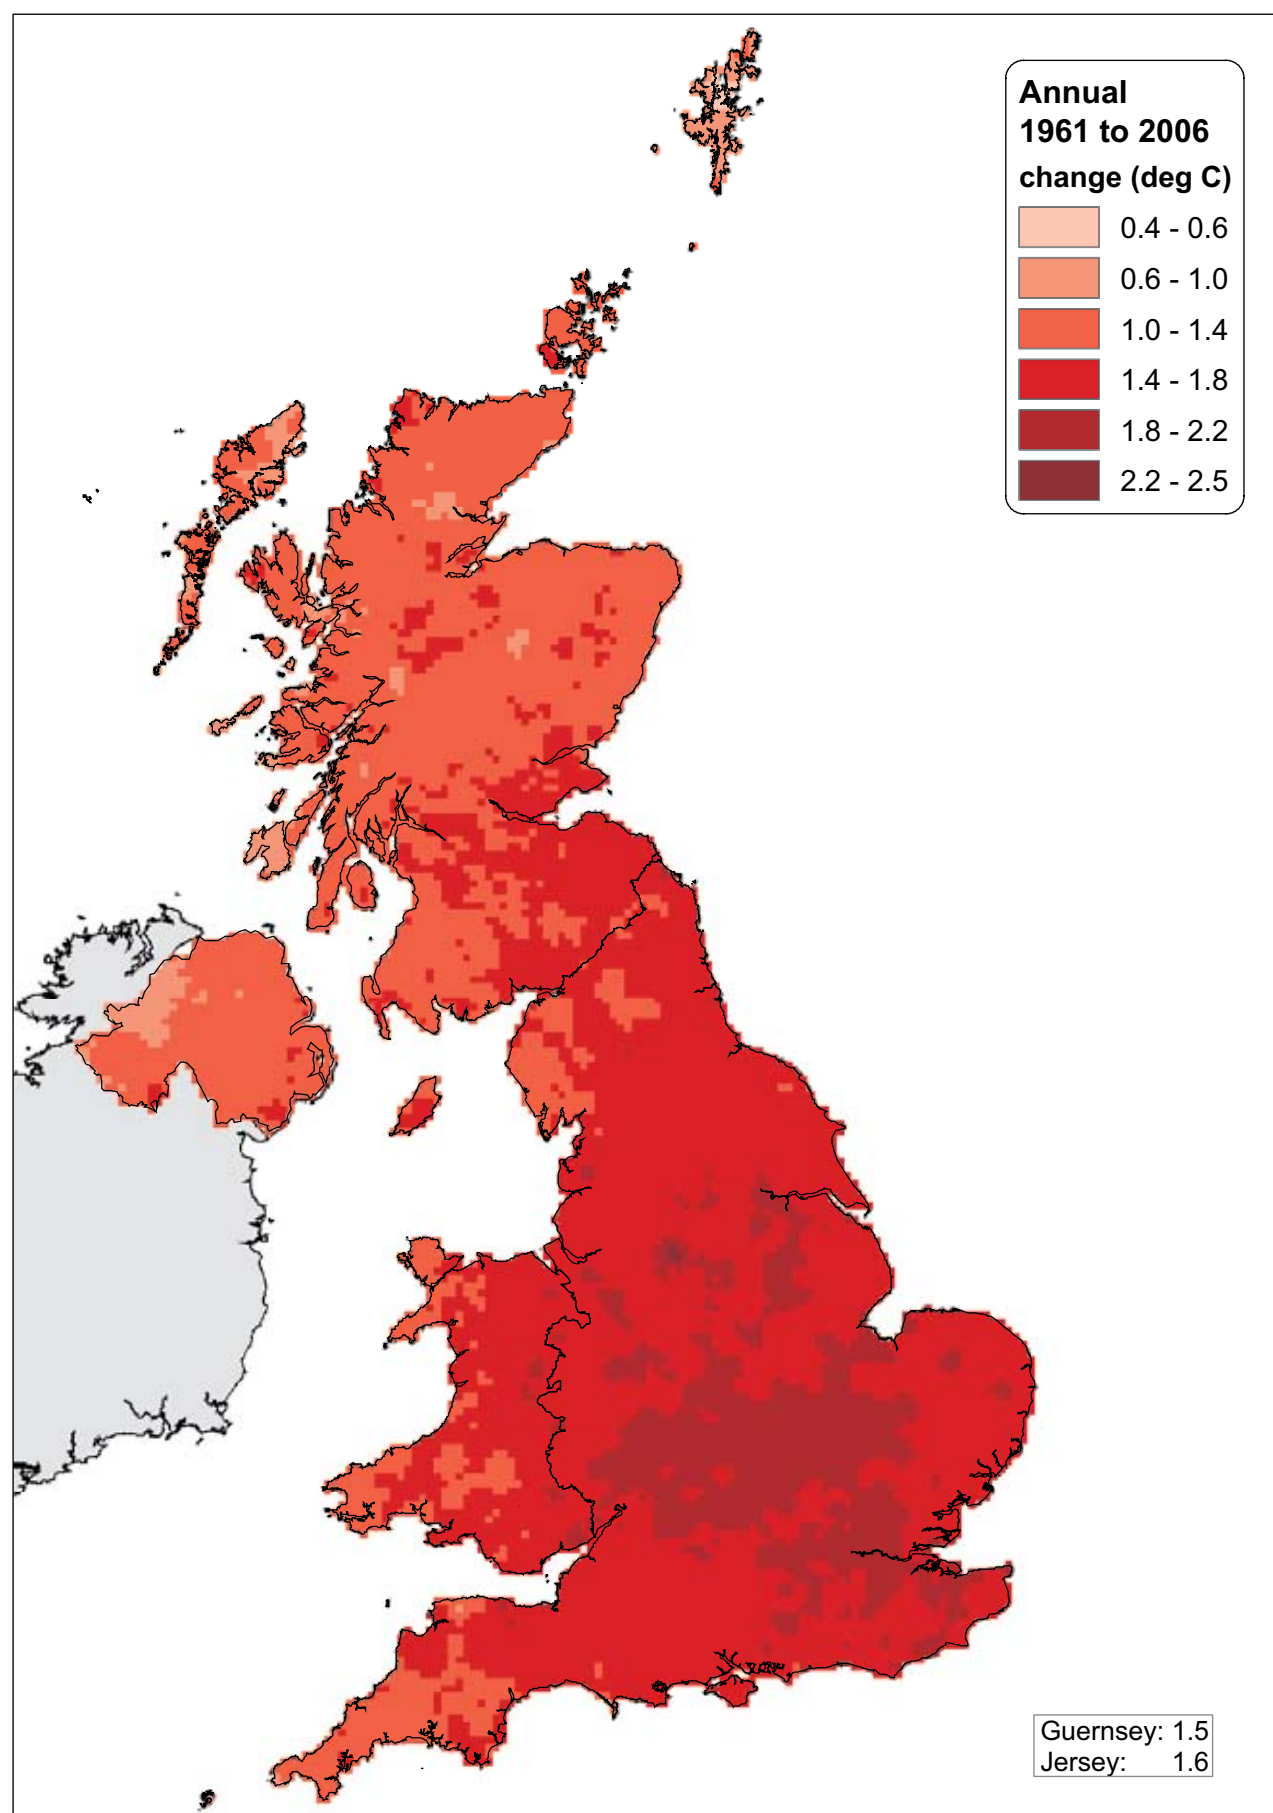 Annual
1961 to 2006
change (deg C)
0.4 - 0.6
0.6 - 1.0
1.0 - 1.4
1.4 - 1.8
1.8 - 2.2
2.2 - 2.5
Guernsey: 1.5
Jersey: 1.6